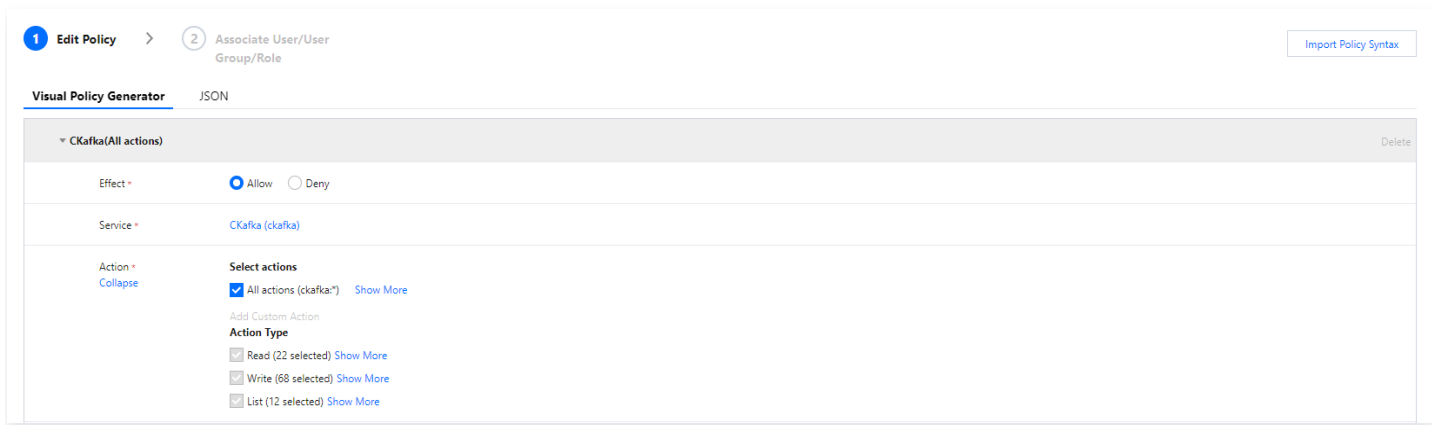 1 Edit Policy > 2 Associate User/User Group/Role
Import Policy Syntax
Visual Policy Generator JSON
CKafka(All actions) Delete
Effect * Allow Deny
Service * CKafka (ckafka)
Action * Select actions
Collapse All actions (ckafka:*) Show More
Add Custom Action
Action Type
Read (22 selected) Show More
Write (68 selected) Show More
List (12 selected) Show More